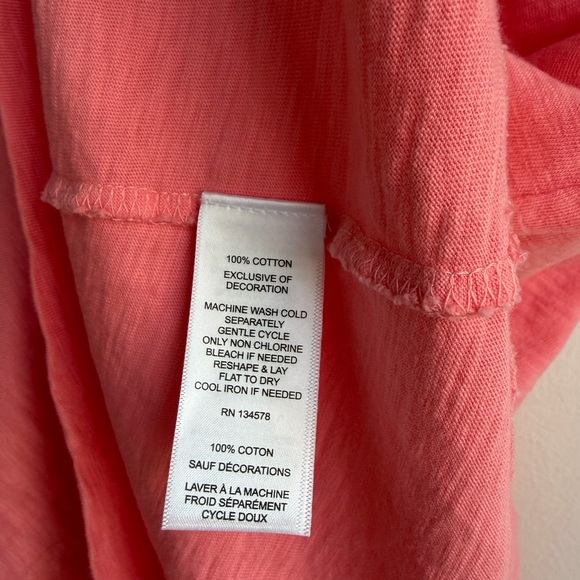 100% COTTON
EXCLUSIVE OF
DECORATION
MACHINE WASH COLD
SEPARATELY
GENTLE CYCLE
ONLY NON CHLORINE
BLEACH IF NEEDED
RESHAPE & LAY
FLAT TO DRY
COOL IRON IF NEEDED
RN 134578
100% COTON
SAUF DÉCORATIONS
LAVER À LA MACHINE
FROID SÉPARÉMENT
CYCLE DOUX